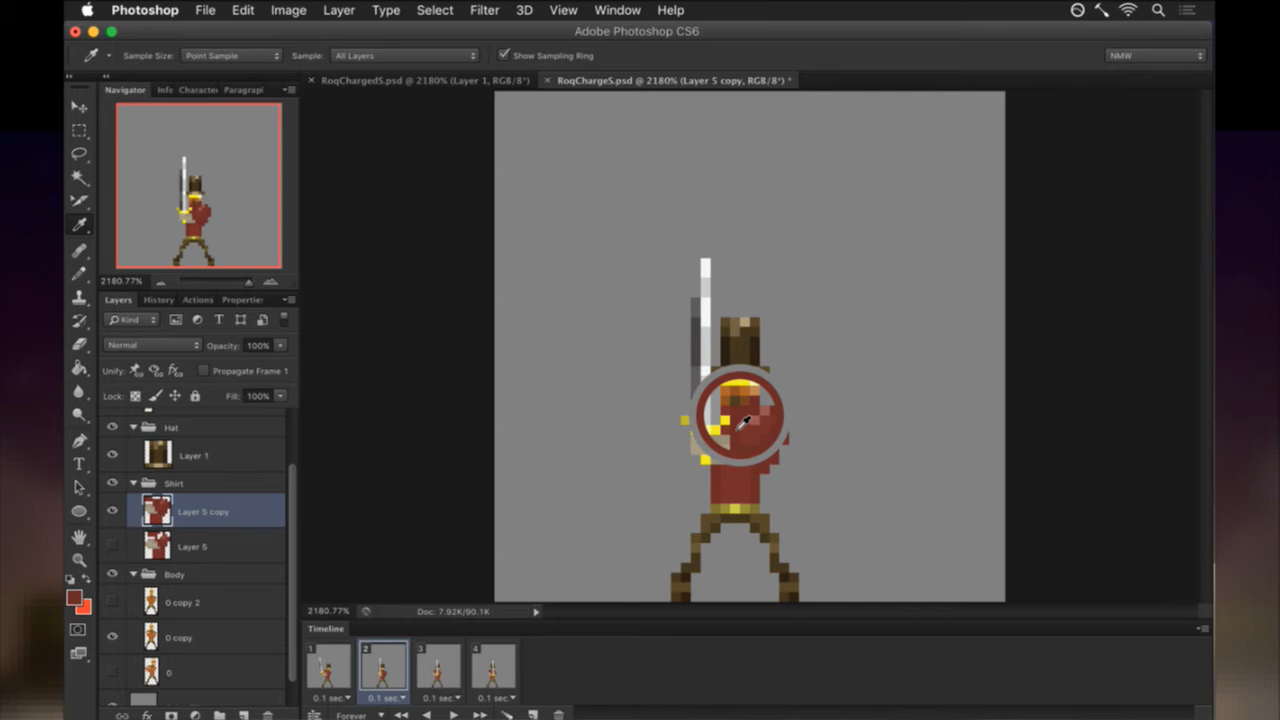 Photoshop File Edit Image Layer Type Select Filter 3D View Window Help
Adobe Photoshop CS6
Sample Size: Point Sample Sample: All Layers Show Sampling Ring NMW
RoqChargedS.psd @ 2180% (Layer 1, RGB/8*) RoqChargeS.psd @ 2180% (Layer 5 copy, RGB/8*) *
Navigator Info Character Paragraph
2180.77%
Layers History Actions Properties
Kind
Normal Opacity: 100%
Unify: Propagate Frame 1
Lock: Fill: 100%
Hat
Layer 1
Shirt
Layer 5 copy
Layer 5
Body
0 copy 2
0 copy
0
fx
2180.77% Doc: 7.92K/90.1K
Timeline
1 2 3 4
0.1 sec. 0.1 sec. 0.1 sec. 0.1 sec.
Forever